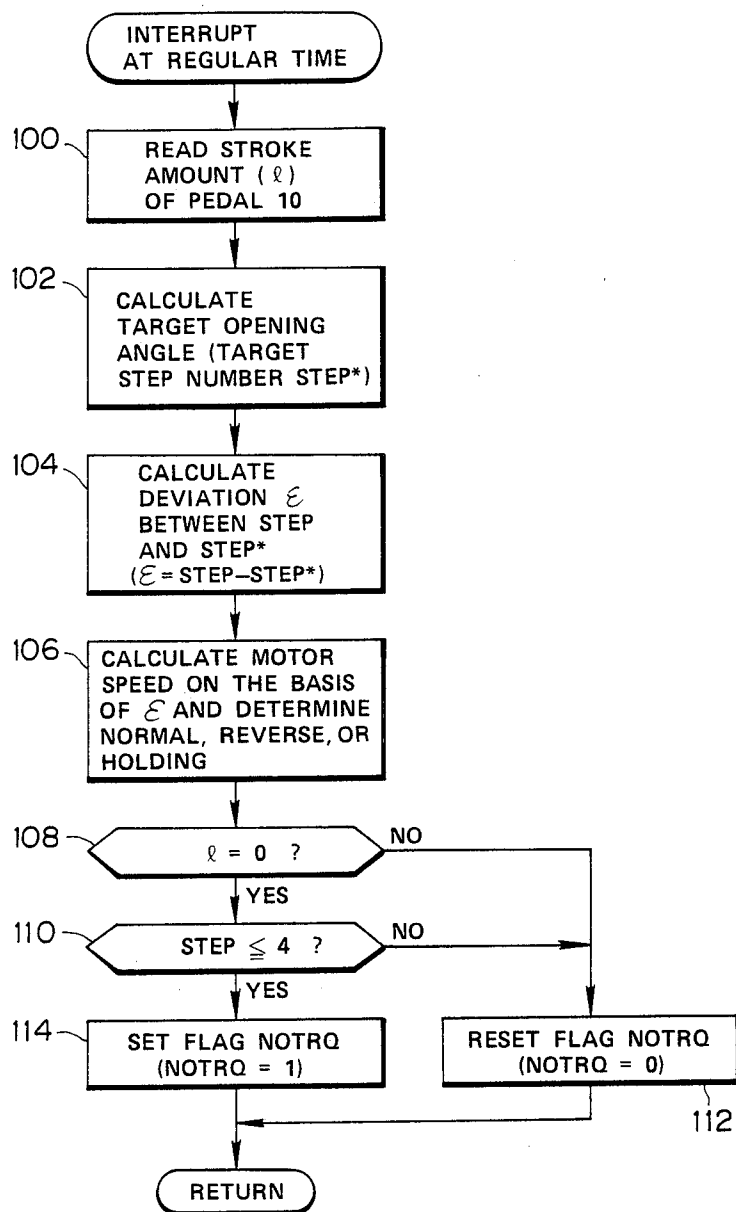 INTERRUPT
AT REGULAR TIME
100
READ STROKE
AMOUNT (ℓ)
OF PEDAL 10
102
CALCULATE
TARGET OPENING
ANGLE (TARGET
STEP NUMBER STEP*)
104
CALCULATE
DEVIATION ℰ
BETWEEN STEP
AND STEP*
(ℰ = STEP–STEP*)
106
CALCULATE MOTOR
SPEED ON THE BASIS
OF ℰ AND DETERMINE
NORMAL, REVERSE, OR
HOLDING
108
ℓ = 0 ?
NO
YES
110
STEP ≦ 4 ?
NO
YES
114
SET FLAG NOTRQ
(NOTRQ = 1)
RESET FLAG NOTRQ
(NOTRQ = 0)
112
RETURN